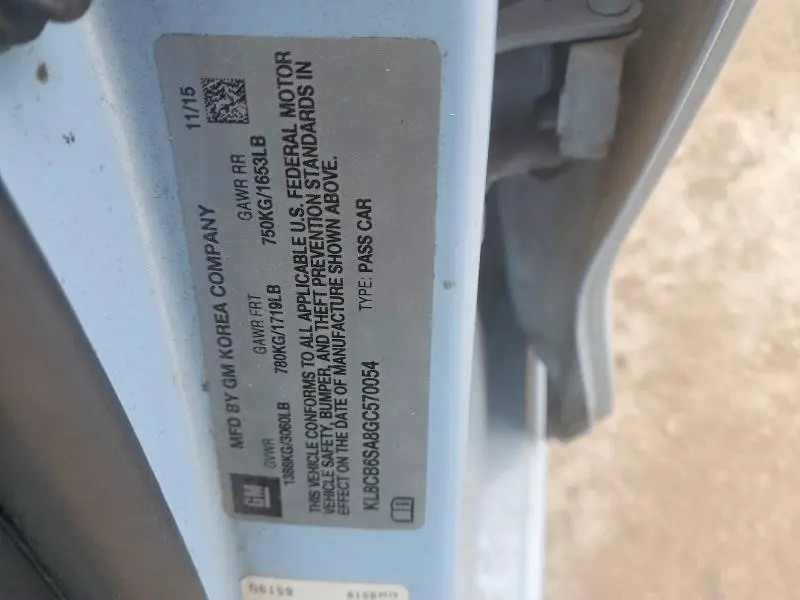 GM
MFD BY GM KOREA COMPANY 11/15
GVWR GAWR FRT GAWR RR
1388KG/3060LB 780KG/1719LB 750KG/1653LB
THIS VEHICLE CONFORMS TO ALL APPLICABLE U.S. FEDERAL MOTOR
VEHICLE SAFETY, BUMPER, AND THEFT PREVENTION STANDARDS IN
EFFECT ON THE DATE OF MANUFACTURE SHOWN ABOVE.
KL8CB6SA8GC570054 TYPE: PASS CAR